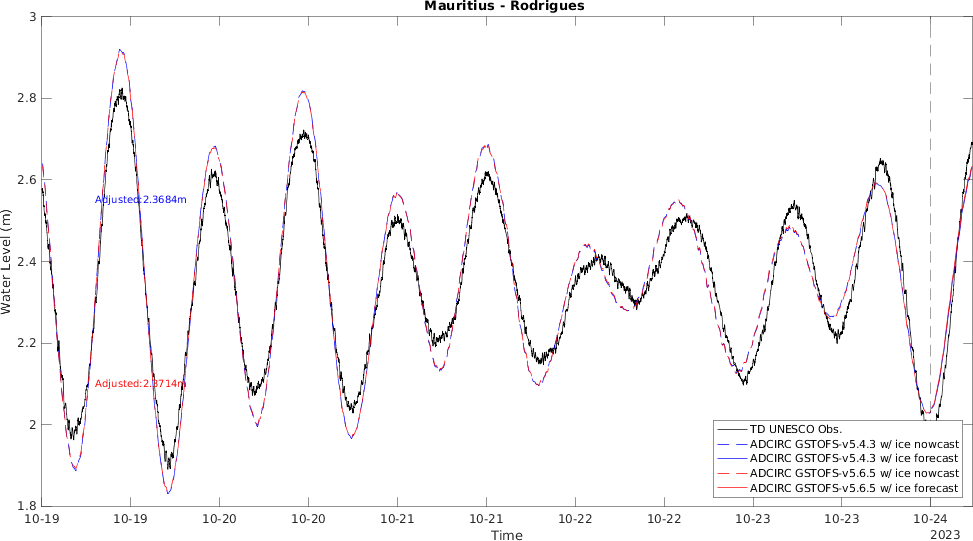 Mauritius - Rodrigues
Water Level (m)
3
2.8
2.6
2.4
2.2
2
1.8
Adjusted:2.3684m
Adjusted:2.3714m
TD UNESCO Obs.
ADCIRC GSTOFS-v5.4.3 w/ ice nowcast
ADCIRC GSTOFS-v5.4.3 w/ ice forecast
ADCIRC GSTOFS-v5.6.5 w/ ice nowcast
ADCIRC GSTOFS-v5.6.5 w/ ice forecast
10-19 10-19 10-20 10-20 10-21 10-21 10-22 10-22 10-23 10-23 10-24
2023
Time